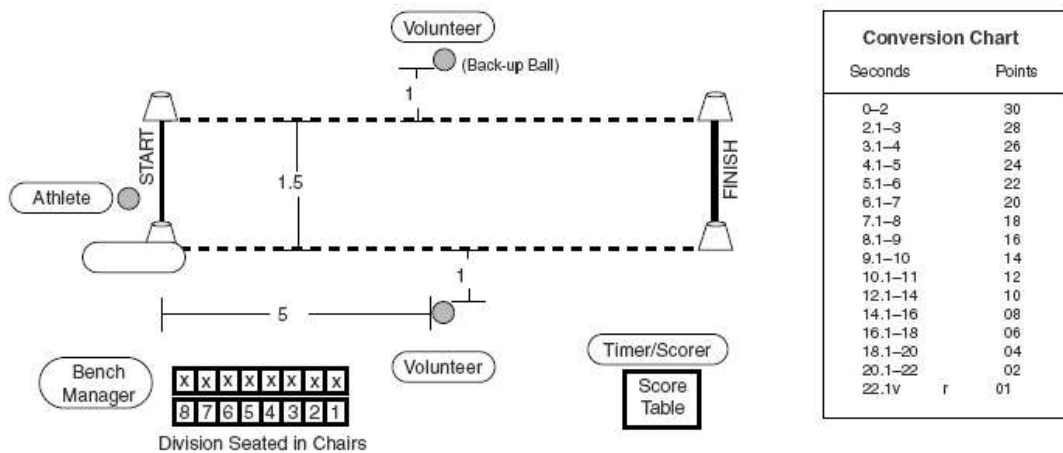 Volunteer
(Back-up Ball)
1
START
1.5
FINISH
Athlete
1
5
Volunteer
Timer/Scorer
Score
Table
Bench
Manager
x x x x x x x x
8 7 6 5 4 3 2 1
Division Seated in Chairs
Conversion Chart
Seconds Points
0–2 30
2.1–3 28
3.1–4 26
4.1–5 24
5.1–6 22
6.1–7 20
7.1–8 18
8.1–9 16
9.1–10 14
10.1–11 12
12.1–14 10
14.1–16 08
16.1–18 06
18.1–20 04
20.1–22 02
22.1v r 01